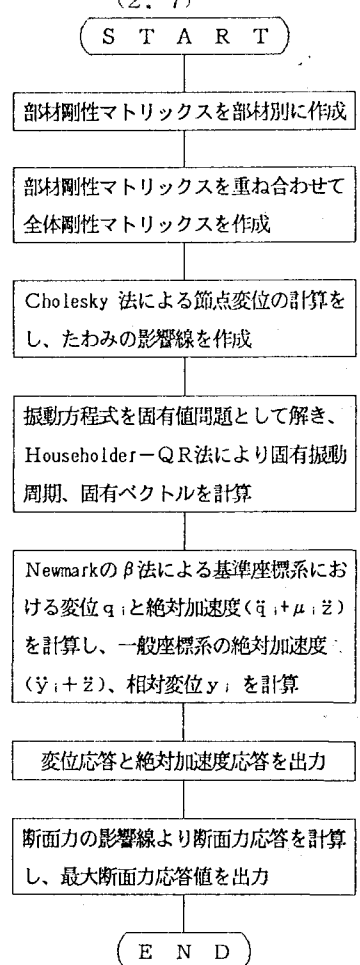 (2, 7)
S T A R T
部材剛性マトリックスを部材別に作成
部材剛性マトリックスを重ね合わせて
全体剛性マトリックスを作成
Cholesky 法による節点変位の計算を
し、たわみの影響線を作成
振動方程式を固有値問題として解き、
Householder－QR法により固有振動
周期、固有ベクトルを計算
Newmarkのβ法による基準座標系にお
ける変位qiと絶対加速度(q̈i+μiz̈)
を計算し、一般座標系の絶対加速度
(ÿi+z̈)、相対変位yi を計算
変位応答と絶対加速度応答を出力
断面力の影響線より断面力応答を計算
し、最大断面力応答値を出力
E N D